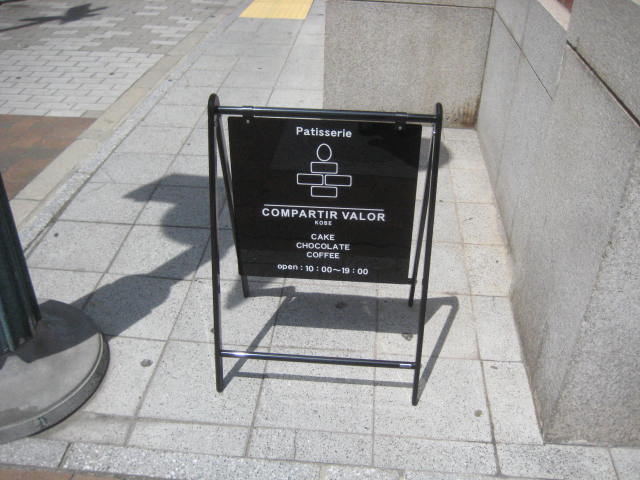 Patisserie
COMPARTIR VALOR
KOBE
CAKE
CHOCOLATE
COFFEE
open : 10 : 00〜19 : 00